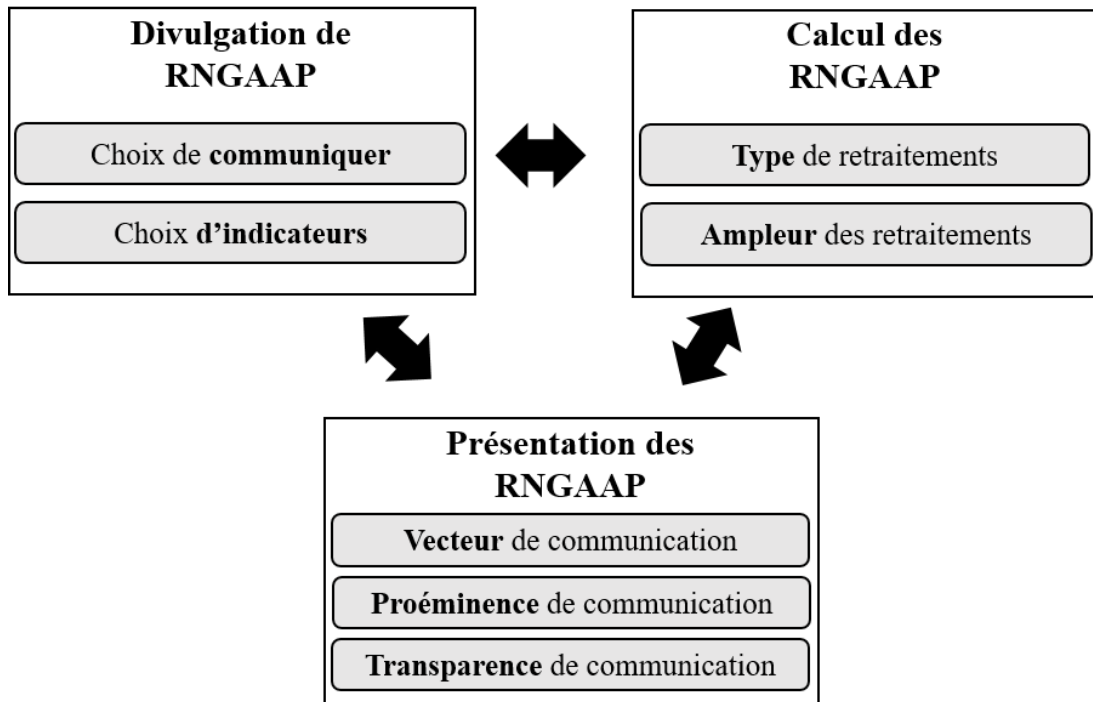 Divulgation de
RNGAAP
Choix de communiquer
Choix d'indicateurs
Calcul des
RNGAAP
Type de retraitements
Ampleur des retraitements
Présentation des
RNGAAP
Vecteur de communication
Proéminence de communication
Transparence de communication